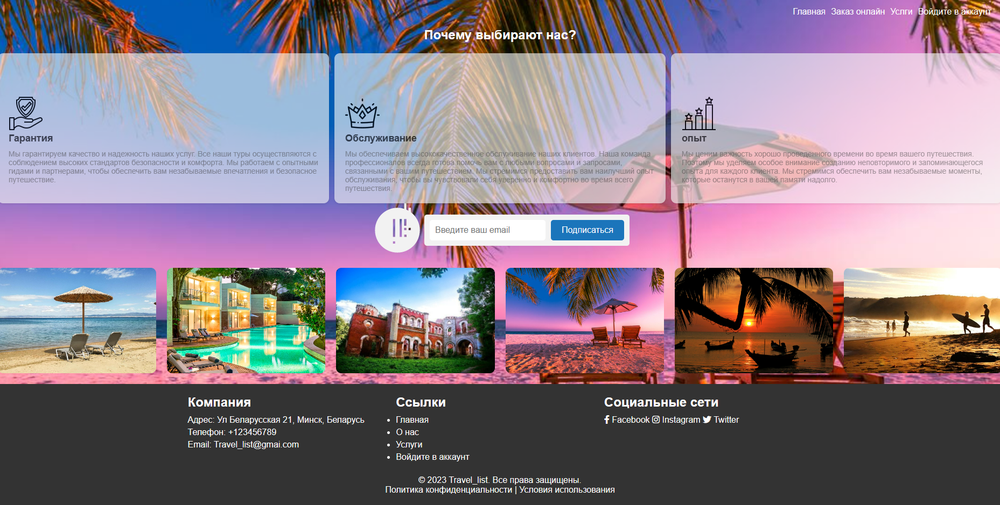 Главная Заказ онлайн Услги Войдите в аккаунт
Почему выбирают нас?
Гарантия
Мы гарантируем качество и надежность наших услуг. Все наши туры осуществляются с
соблюдением высоких стандартов безопасности и комфорта. Мы работаем с опытными
гидами и партнерами, чтобы обеспечить вам незабываемые впечатления и безопасное
путешествие.
Обслуживание
Мы обеспечиваем высококачественное обслуживание наших клиентов. Наша команда
профессионалов всегда готова помочь вам с любыми вопросами и запросами,
связанными с вашим путешествием. Мы стремимся предоставить вам наилучший опыт
обслуживания, чтобы вы чувствовали себя уверенно и комфортно во время всего
путешествия.
опыт
Мы ценим важность хорошо проведенного времени во время вашего путешествия.
Поэтому мы уделяем особое внимание созданию неповторимого и запоминающегося
опыта для каждого клиента. Мы стремимся обеспечить вам незабываемые моменты,
которые останутся в вашей памяти надолго.
Введите ваш email
Подписаться
Компания
Адрес: Ул Беларусская 21, Минск, Беларусь
Телефон: +123456789
Email: Travel_list@gmai.com
Ссылки
Главная
О нас
Услуги
Войдите в аккаунт
Социальные сети
Facebook Instagram Twitter
© 2023 Travel_list. Все права защищены.
Политика конфиденциальности | Условия использования